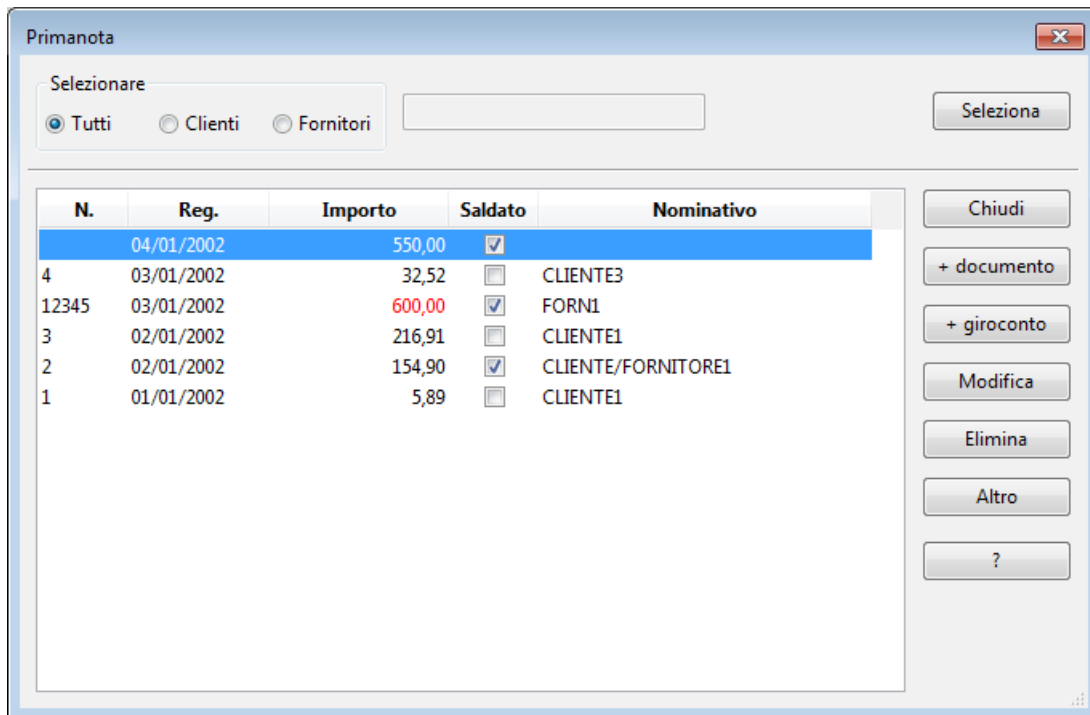 Primanota
Selezionare
Tutti Clienti Fornitori
Seleziona
N. Reg. Importo Saldato Nominativo
04/01/2002 550,00
4 03/01/2002 32,52 CLIENTE3
12345 03/01/2002 600,00 FORN1
3 02/01/2002 216,91 CLIENTE1
2 02/01/2002 154,90 CLIENTE/FORNITORE1
1 01/01/2002 5,89 CLIENTE1
Chiudi
+ documento
+ giroconto
Modifica
Elimina
Altro
?